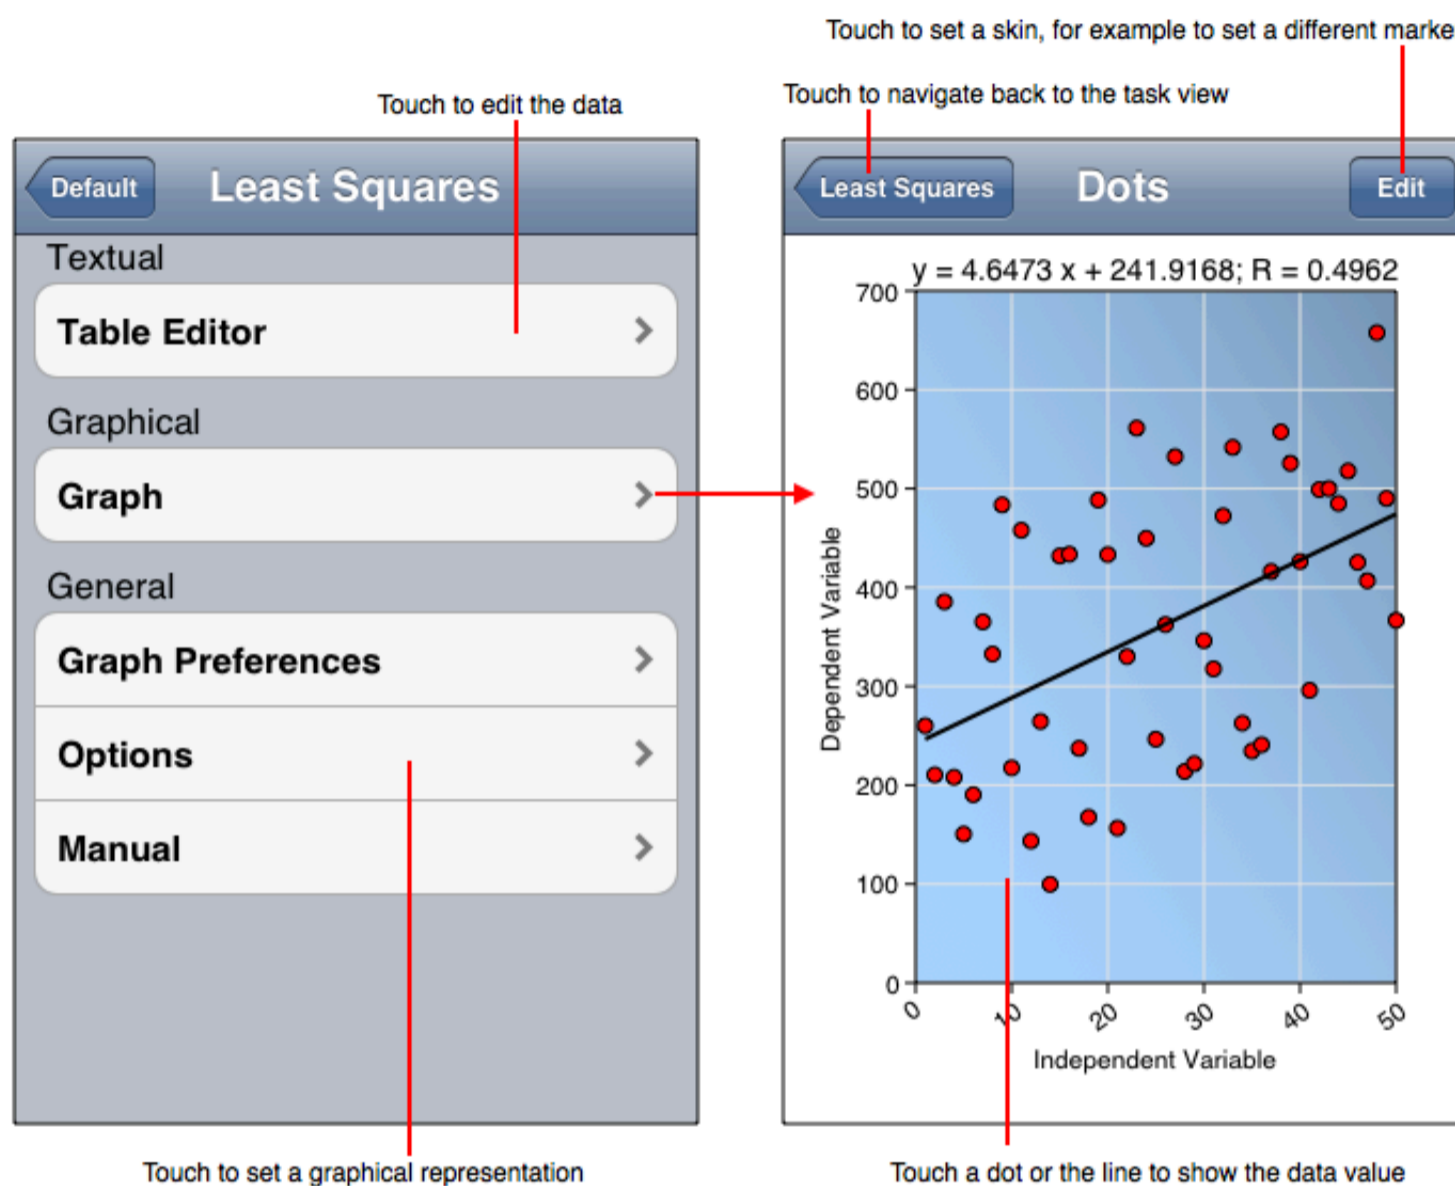 Touch to set a skin, for example to set a different marke
Touch to navigate back to the task view
Touch to edit the data
Default
Least Squares
Textual
Table Editor
Graphical
Graph
General
Graph Preferences
Options
Manual
Touch to set a graphical representation
Least Squares
Dots
Edit
y = 4.6473 x + 241.9168; R = 0.4962
700
600
500
400
300
200
100
0
Dependent Variable
0 10 20 30 40 50
Independent Variable
Touch a dot or the line to show the data value